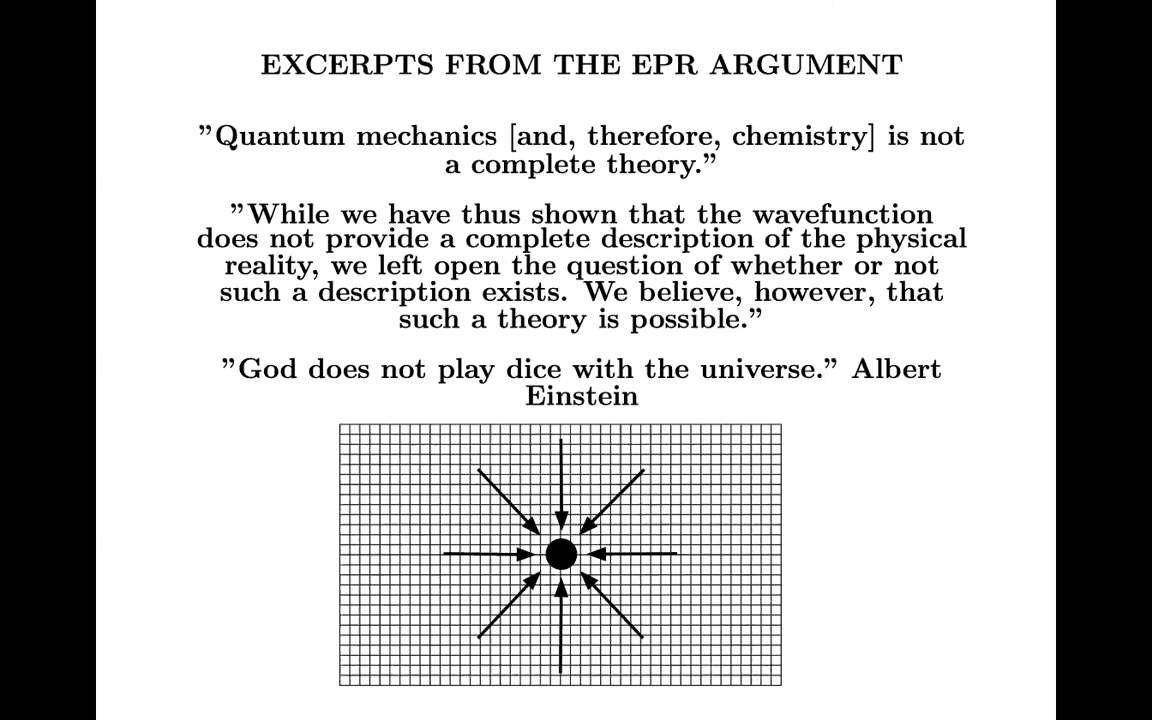 EXCERPTS FROM THE EPR ARGUMENT
”Quantum mechanics [and, therefore, chemistry] is not
a complete theory.”
”While we have thus shown that the wavefunction
does not provide a complete description of the physical
reality, we left open the question of whether or not
such a description exists. We believe, however, that
such a theory is possible.”
”God does not play dice with the universe.” Albert
Einstein